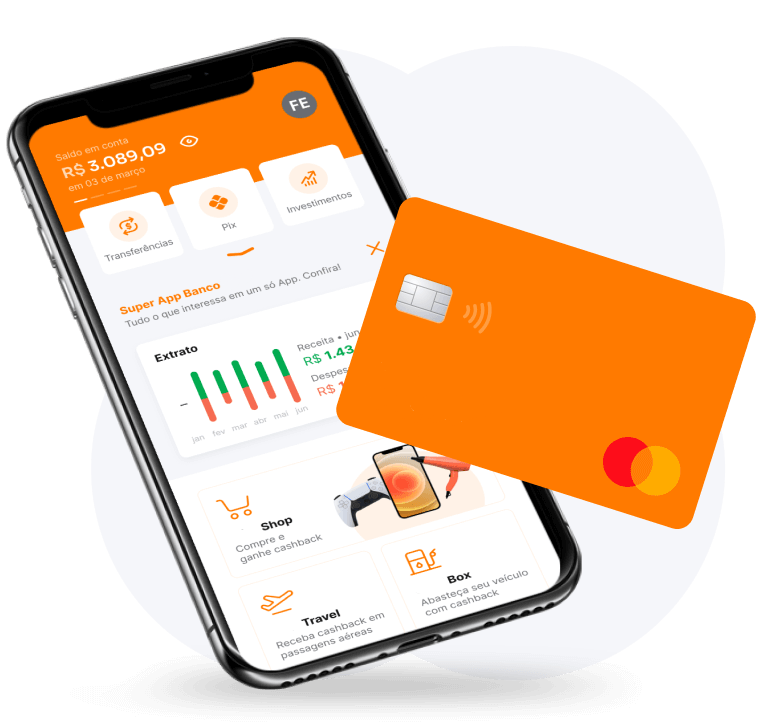 FE
Saldo em conta
R$ 3.089,09
em 03 de março
Transferências
Pix
Investimentos
Super App Banco
Tudo o que interessa em um só App. Confira!
Extrato
Receita • jun
R$ 1.43
Despes
R$ 1
jan fev mar abr mai jun
Shop
Compre e
ganhe cashback
Travel
Receba cashback em
passagens aéreas
Box
Abasteça seu veículo
com cashback